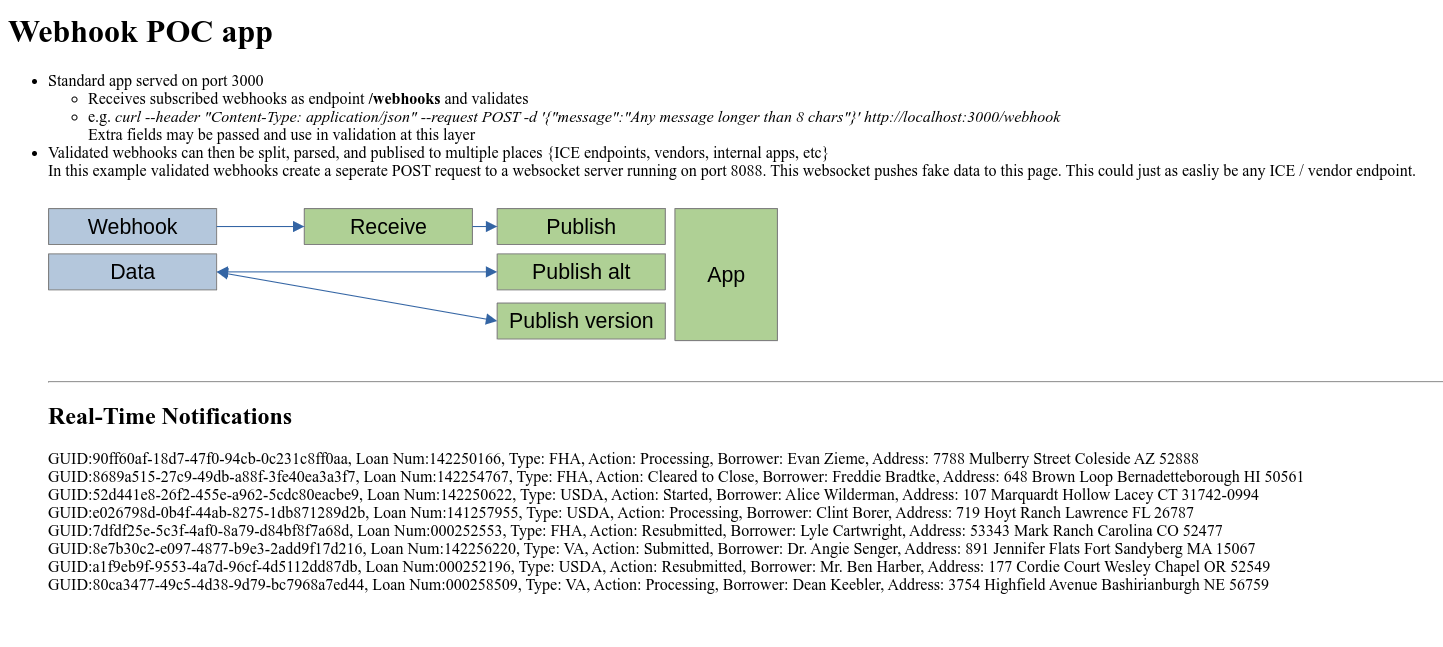 Webhook POC app
Standard app served on port 3000
Receives subscribed webhooks as endpoint /webhooks and validates
e.g. curl --header "Content-Type: application/json" --request POST -d '{"message":"Any message longer than 8 chars"}' http://localhost:3000/webhook
Extra fields may be passed and use in validation at this layer
Validated webhooks can then be split, parsed, and publised to multiple places {ICE endpoints, vendors, internal apps, etc}
In this example validated webhooks create a seperate POST request to a websocket server running on port 8088. This websocket pushes fake data to this page. This could just as easliy be any ICE / vendor endpoint.
Webhook
Receive
Publish
Data
Publish alt
App
Publish version
Real-Time Notifications
GUID:90ff60af-18d7-47f0-94cb-0c231c8ff0aa, Loan Num:142250166, Type: FHA, Action: Processing, Borrower: Evan Zieme, Address: 7788 Mulberry Street Coleside AZ 52888
GUID:8689a515-27c9-49db-a88f-3fe40ea3a3f7, Loan Num:142254767, Type: FHA, Action: Cleared to Close, Borrower: Freddie Bradtke, Address: 648 Brown Loop Bernadetteborough HI 50561
GUID:52d441e8-26f2-455e-a962-5cdc80eacbe9, Loan Num:142250622, Type: USDA, Action: Started, Borrower: Alice Wilderman, Address: 107 Marquardt Hollow Lacey CT 31742-0994
GUID:e026798d-0b4f-44ab-8275-1db871289d2b, Loan Num:141257955, Type: USDA, Action: Processing, Borrower: Clint Borer, Address: 719 Hoyt Ranch Lawrence FL 26787
GUID:7dfdf25e-5c3f-4af0-8a79-d84bf8f7a68d, Loan Num:000252553, Type: FHA, Action: Resubmitted, Borrower: Lyle Cartwright, Address: 53343 Mark Ranch Carolina CO 52477
GUID:8e7b30c2-e097-4877-b9e3-2add9f17d216, Loan Num:142256220, Type: VA, Action: Submitted, Borrower: Dr. Angie Senger, Address: 891 Jennifer Flats Fort Sandyberg MA 15067
GUID:a1f9eb9f-9553-4a7d-96cf-4d5112dd87db, Loan Num:000252196, Type: USDA, Action: Resubmitted, Borrower: Mr. Ben Harber, Address: 177 Cordie Court Wesley Chapel OR 52549
GUID:80ca3477-49c5-4d38-9d79-bc7968a7ed44, Loan Num:000258509, Type: VA, Action: Processing, Borrower: Dean Keebler, Address: 3754 Highfield Avenue Bashirianburgh NE 56759